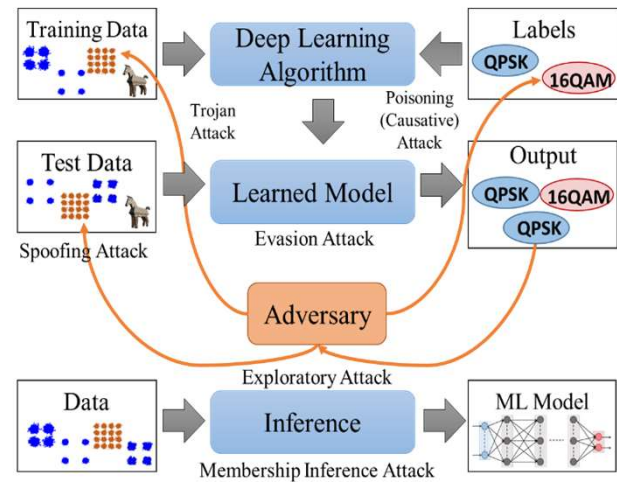 Training Data
Deep Learning
Algorithm
Labels
QPSK
16QAM
Trojan
Attack
Poisoning
(Causative)
Attack
Test Data
Learned Model
Output
QPSK
16QAM
QPSK
Spoofing Attack
Evasion Attack
Adversary
Exploratory Attack
Data
Inference
ML Model
Membership Inference Attack